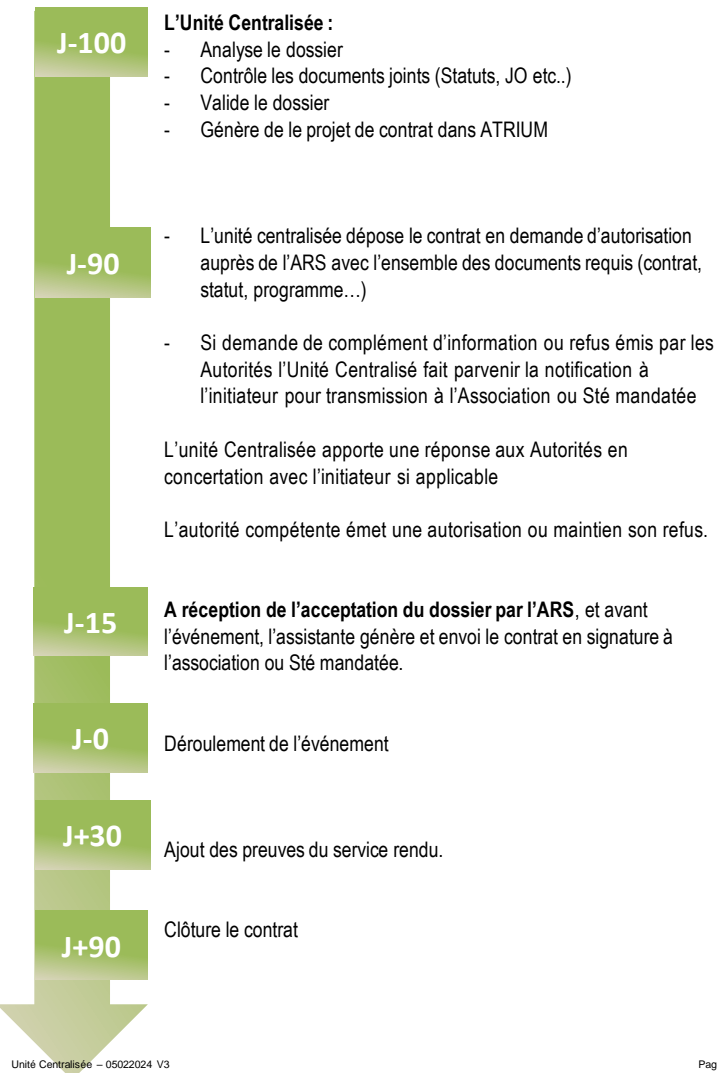 J-100
L’Unité Centralisée :
- Analyse le dossier
- Contrôle les documents joints (Statuts, JO etc..)
- Valide le dossier
- Génère de le projet de contrat dans ATRIUM
J-90
- L’unité centralisée dépose le contrat en demande d’autorisation
auprès de l’ARS avec l’ensemble des documents requis (contrat,
statut, programme…)
- Si demande de complément d’information ou refus émis par les
Autorités l’Unité Centralisé fait parvenir la notification à
l’initiateur pour transmission à l’Association ou Sté mandatée
L’unité Centralisée apporte une réponse aux Autorités en
concertation avec l’initiateur si applicable
L’autorité compétente émet une autorisation ou maintien son refus.
J-15
A réception de l’acceptation du dossier par l’ARS, et avant
l’événement, l’assistante génère et envoi le contrat en signature à
l’association ou Sté mandatée.
J-0
Déroulement de l’événement
J+30
Ajout des preuves du service rendu.
J+90
Clôture le contrat
Unité Centralisée – 05022024 V3
Pag